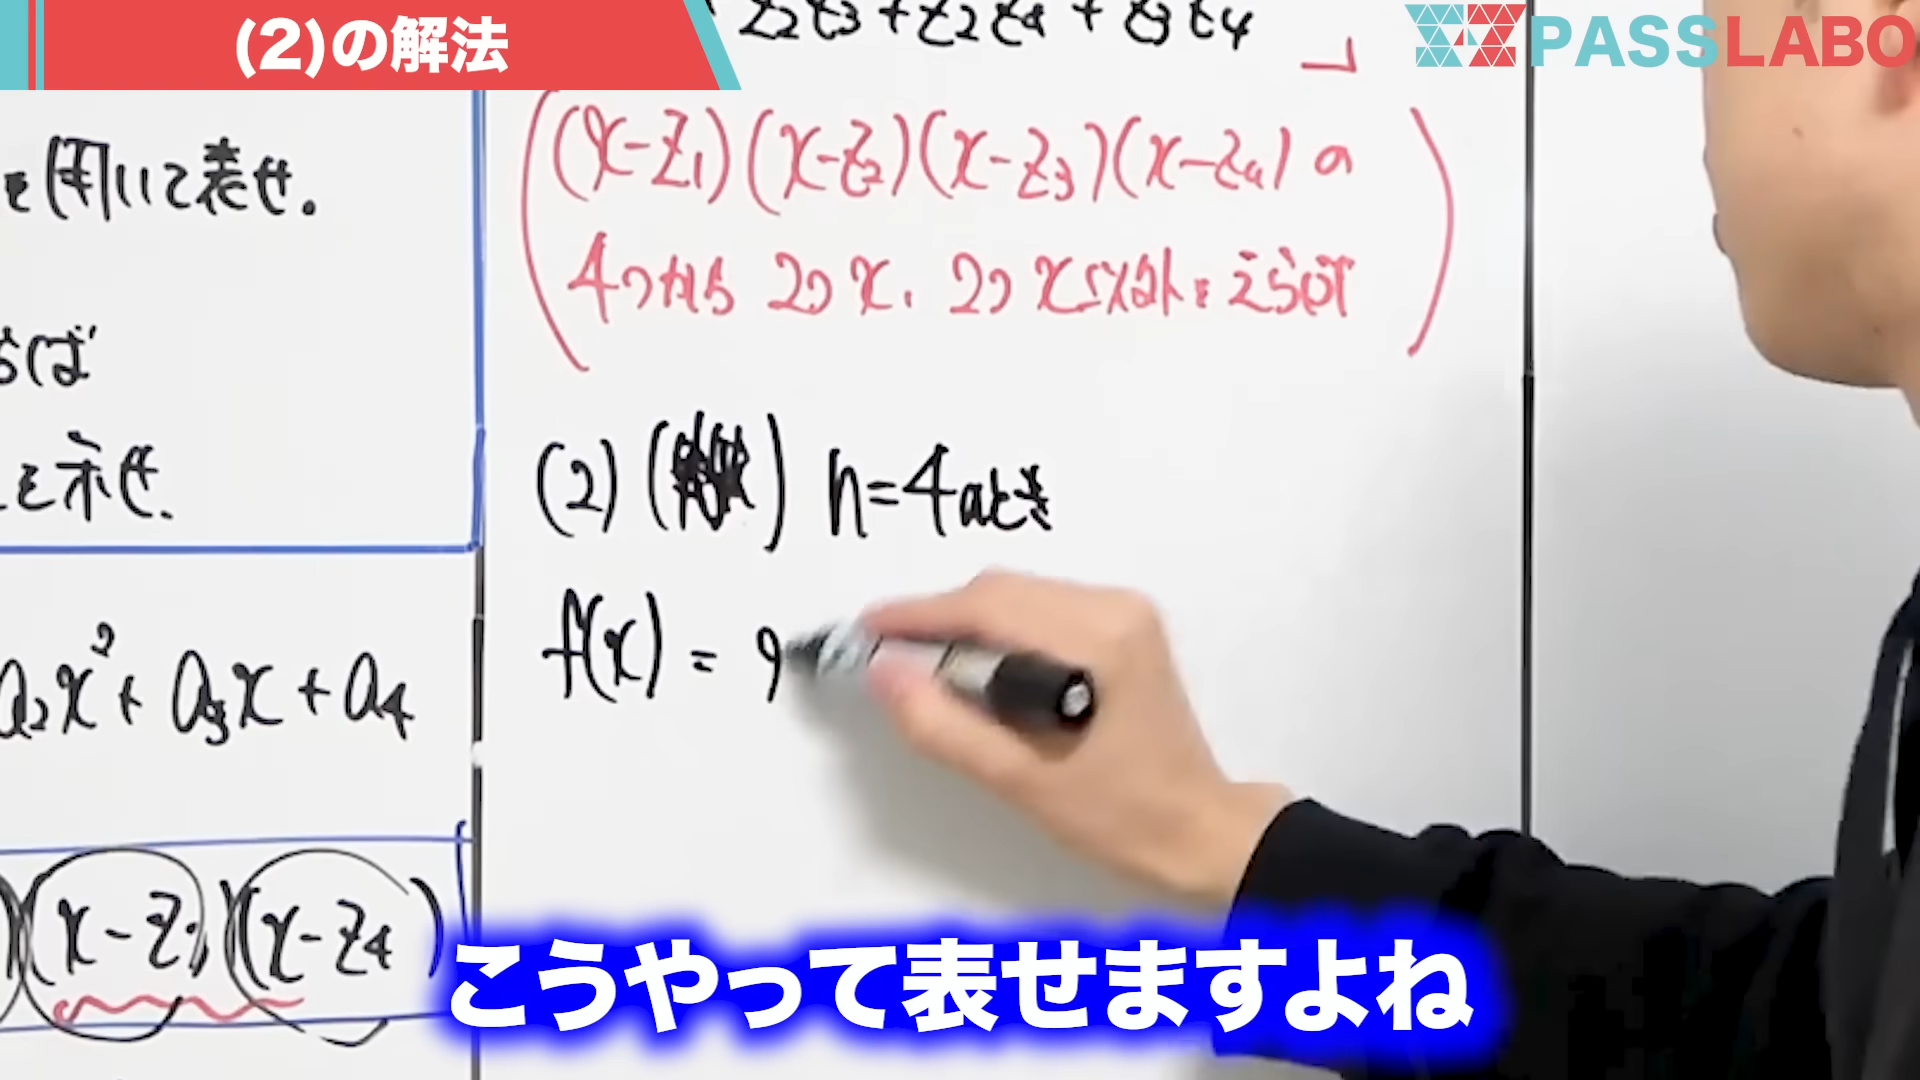 (2)の解法
PASSLABO
z₂z₃+z₂z₄+z₃z₄
(x-z₁)(x-z₂)(x-z₃)(x-z₄)の
4つから2つx、2つx以外をえらぶ
を用いて表せ.
らば
を示せ.
(2) n=4のとき
f(x) =
a₂x²+a₃x+a₄
(x-z₃)(x-z₄)
こうやって表せますよね